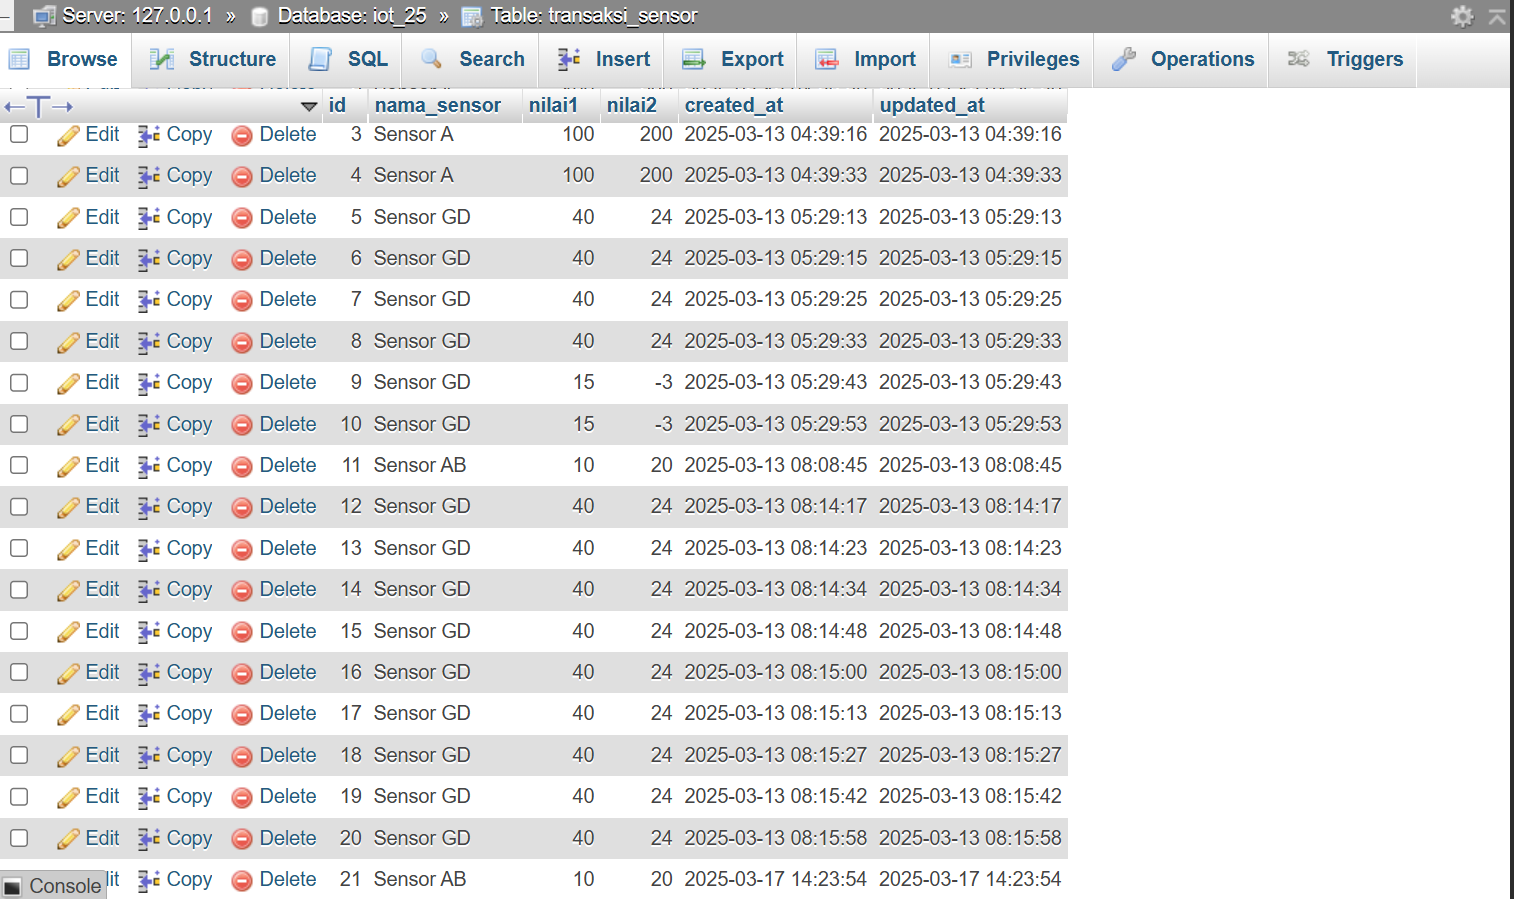 Server: 127.0.0.1 » Database: iot_25 » Table: transaksi_sensor
Browse Structure SQL Search Insert Export Import Privileges Operations Triggers
←T→ id nama_sensor nilai1 nilai2 created_at updated_at
Edit Copy Delete 3 Sensor A 100 200 2025-03-13 04:39:16 2025-03-13 04:39:16
Edit Copy Delete 4 Sensor A 100 200 2025-03-13 04:39:33 2025-03-13 04:39:33
Edit Copy Delete 5 Sensor GD 40 24 2025-03-13 05:29:13 2025-03-13 05:29:13
Edit Copy Delete 6 Sensor GD 40 24 2025-03-13 05:29:15 2025-03-13 05:29:15
Edit Copy Delete 7 Sensor GD 40 24 2025-03-13 05:29:25 2025-03-13 05:29:25
Edit Copy Delete 8 Sensor GD 40 24 2025-03-13 05:29:33 2025-03-13 05:29:33
Edit Copy Delete 9 Sensor GD 15 -3 2025-03-13 05:29:43 2025-03-13 05:29:43
Edit Copy Delete 10 Sensor GD 15 -3 2025-03-13 05:29:53 2025-03-13 05:29:53
Edit Copy Delete 11 Sensor AB 10 20 2025-03-13 08:08:45 2025-03-13 08:08:45
Edit Copy Delete 12 Sensor GD 40 24 2025-03-13 08:14:17 2025-03-13 08:14:17
Edit Copy Delete 13 Sensor GD 40 24 2025-03-13 08:14:23 2025-03-13 08:14:23
Edit Copy Delete 14 Sensor GD 40 24 2025-03-13 08:14:34 2025-03-13 08:14:34
Edit Copy Delete 15 Sensor GD 40 24 2025-03-13 08:14:48 2025-03-13 08:14:48
Edit Copy Delete 16 Sensor GD 40 24 2025-03-13 08:15:00 2025-03-13 08:15:00
Edit Copy Delete 17 Sensor GD 40 24 2025-03-13 08:15:13 2025-03-13 08:15:13
Edit Copy Delete 18 Sensor GD 40 24 2025-03-13 08:15:27 2025-03-13 08:15:27
Edit Copy Delete 19 Sensor GD 40 24 2025-03-13 08:15:42 2025-03-13 08:15:42
Edit Copy Delete 20 Sensor GD 40 24 2025-03-13 08:15:58 2025-03-13 08:15:58
Console Copy Delete 21 Sensor AB 10 20 2025-03-17 14:23:54 2025-03-17 14:23:54